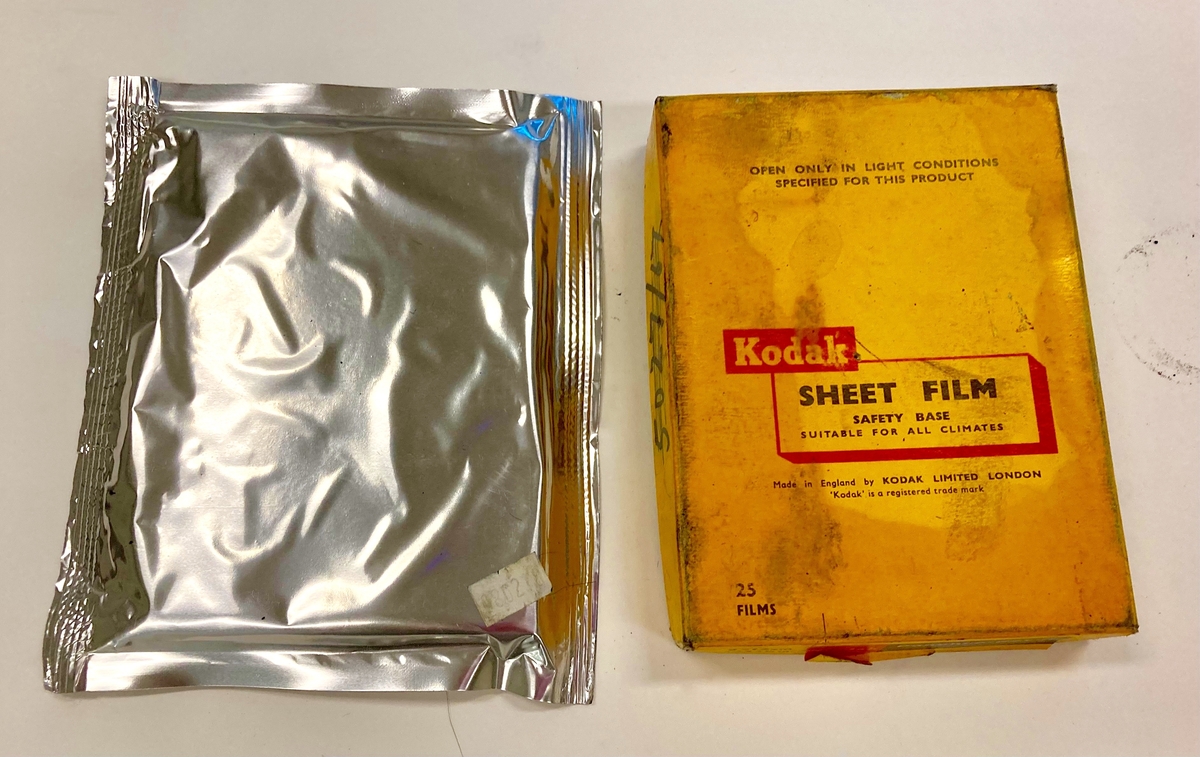 OPEN ONLY IN LIGHT CONDITIONS
SPECIFIED FOR THIS PRODUCT
Kodak
SHEET FILM
SAFETY BASE
SUITABLE FOR ALL CLIMATES
Made in England by KODAK LIMITED LONDON
'Kodak' is a registered trade mark
25
FILMS